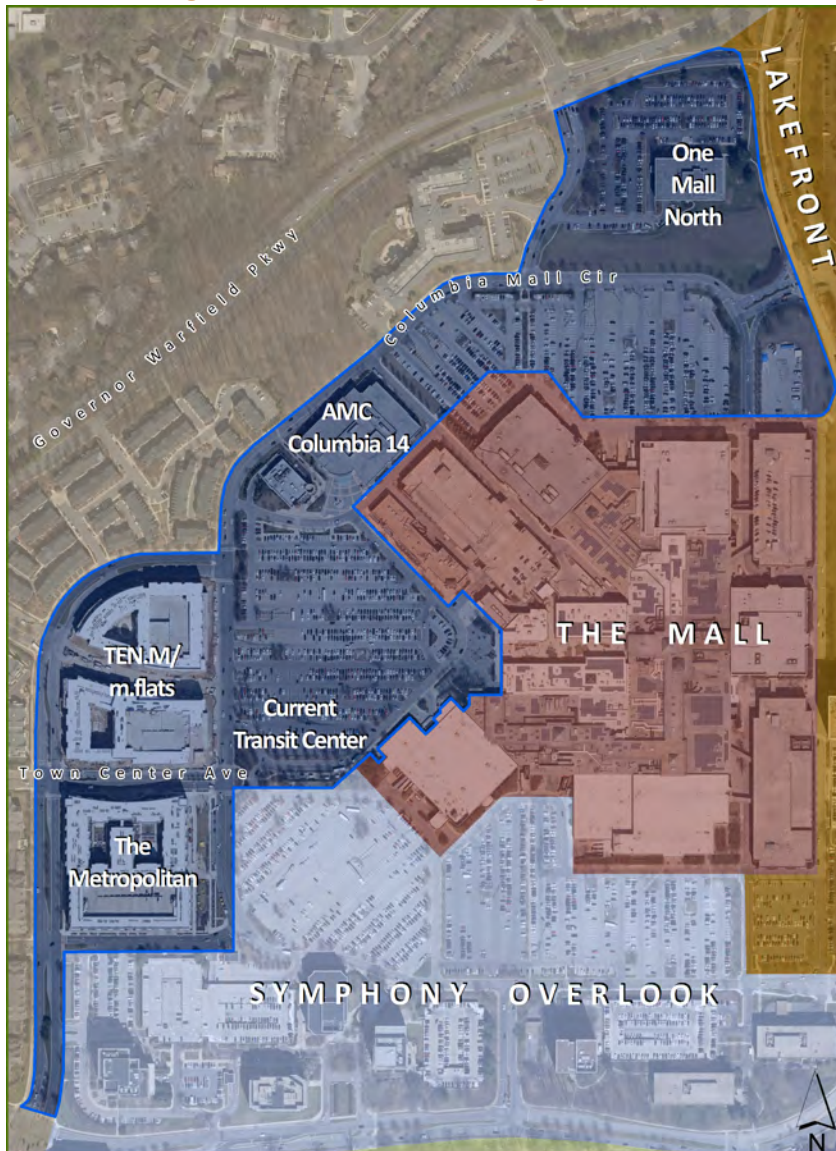 LAKEFRONT
One
Mall
North
Columbia Mall Cir
Governor Warfield Pkwy
AMC
Columbia 14
THE MALL
TEN.M/
m.flats
Current
Transit Center
Town Center Ave
The
Metropolitan
SYMPHONY OVERLOOK
N